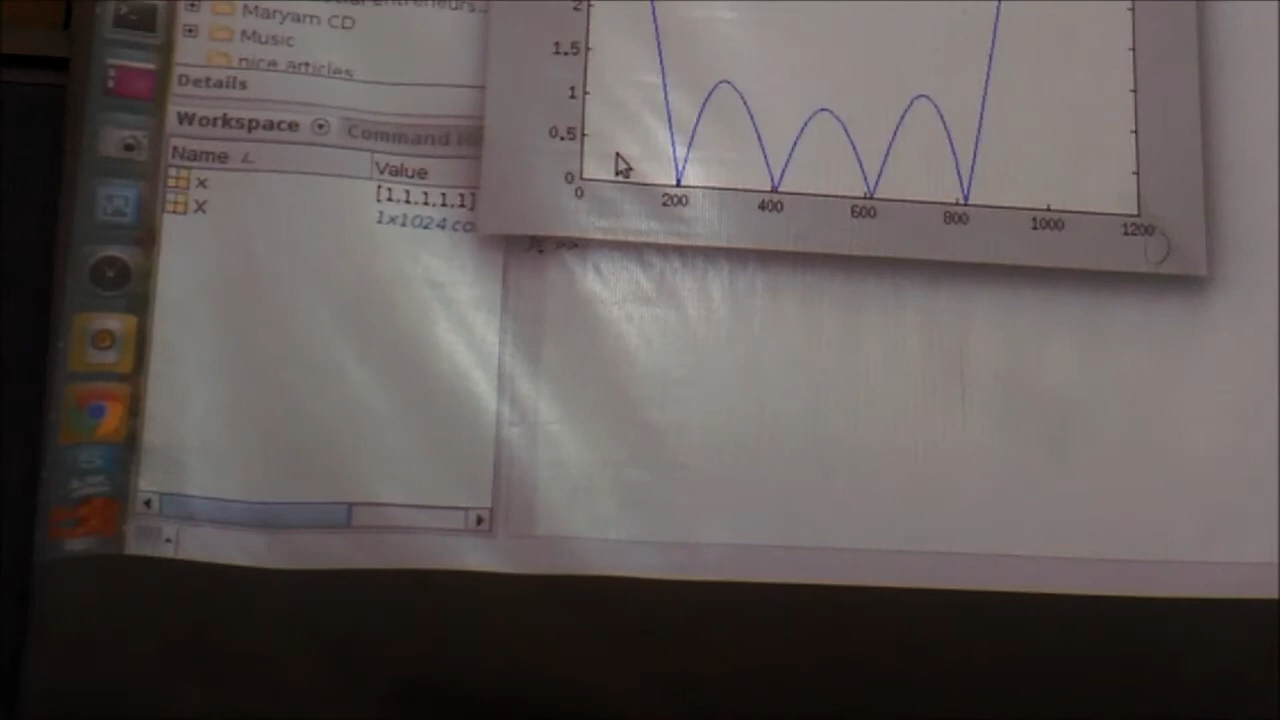 Maryam CD
Music
nice articles
Details
Workspace
Name
Value
x
[1,1,1,1,1]
X
1x1024 co
>>
2
1.5
1
0.5
0
0 200 400 600 800 1000 1200